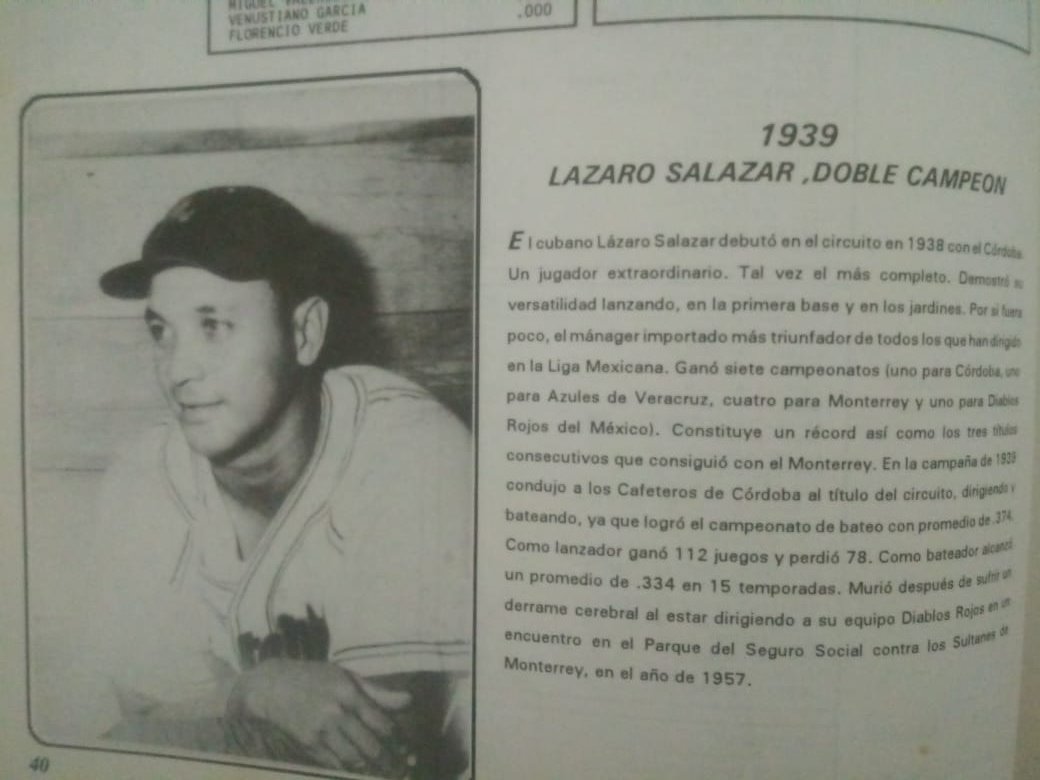 MIGUEL
VENUSTIANO GARCIA .000
FLORENCIO VERDE
1939
LAZARO SALAZAR ,DOBLE CAMPEON
El cubano Lázaro Salazar debutó en el circuito en 1938 con el Córdoba.
Un jugador extraordinario. Tal vez el más completo. Demostró su
versatilidad lanzando, en la primera base y en los jardines. Por si fuera
poco, el mánager importado más triunfador de todos los que han dirigido
en la Liga Mexicana. Ganó siete campeonatos (uno para Córdoba, uno
para Azules de Veracruz, cuatro para Monterrey y uno para Diablos
Rojos del México). Constituye un récord así como los tres títulos
consecutivos que consiguió con el Monterrey. En la campaña de 1939
condujo a los Cafeteros de Córdoba al título del circuito, dirigiendo y
bateando, ya que logró el campeonato de bateo con promedio de .374.
Como lanzador ganó 112 juegos y perdió 78. Como bateador alcanzó
un promedio de .334 en 15 temporadas. Murió después de sufrir un
derrame cerebral al estar dirigiendo a su equipo Diablos Rojos en un
encuentro en el Parque del Seguro Social contra los Sultanes de
Monterrey, en el año de 1957.
40